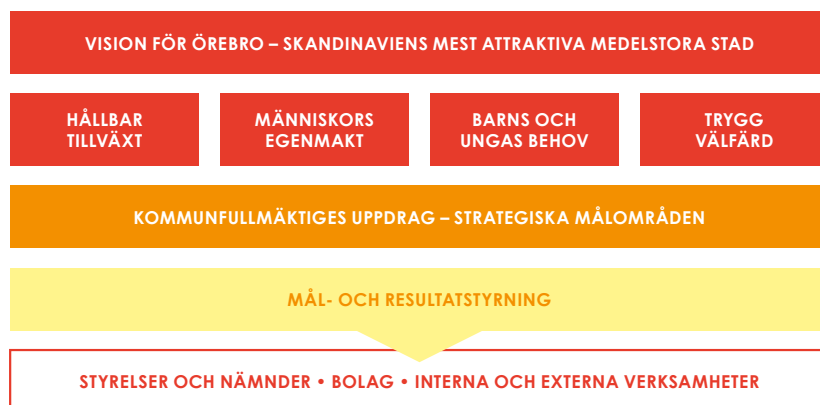 VISION FÖR ÖREBRO – SKANDINAVIENS MEST ATTRAKTIVA MEDELSTORA STAD
HÅLLBAR
TILLVÄXT
MÄNNISKORS
EGENMAKT
BARNS OCH
UNGAS BEHOV
TRYGG
VÄLFÄRD
KOMMUNFULLMÄKTIGES UPPDRAG – STRATEGISKA MÅLOMRÅDEN
MÅL- OCH RESULTATSTYRNING
STYRELSER OCH NÄMNDER • BOLAG • INTERNA OCH EXTERNA VERKSAMHETER